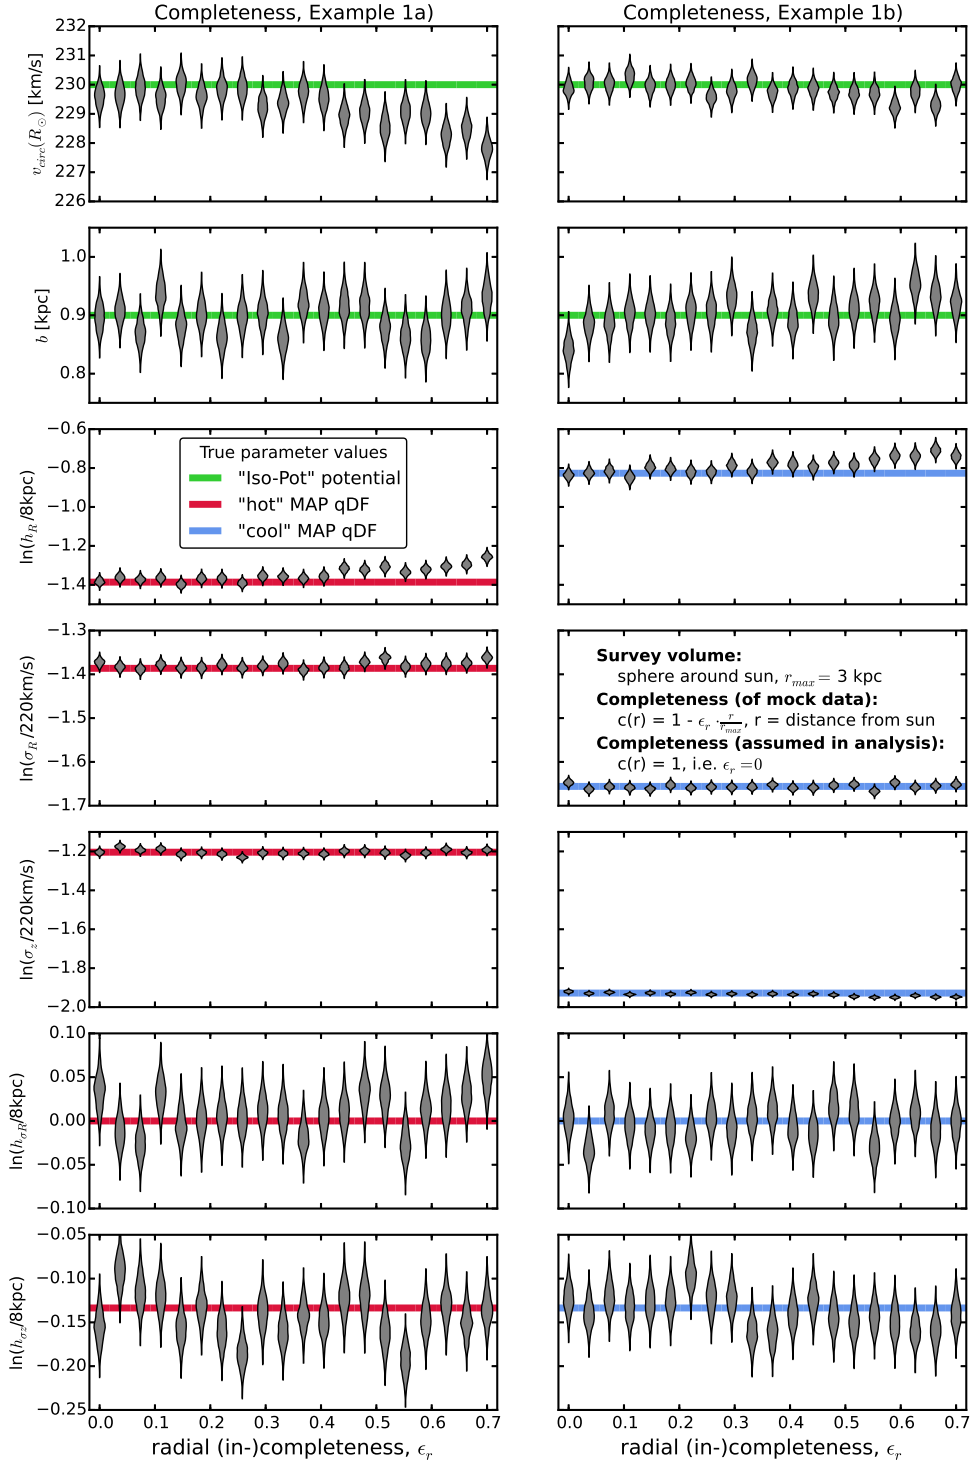 Completeness, Example 1a)
Completeness, Example 1b)
232
231
230
229
228
227
226
v_circ(R_⊙) [km/s]
1.0
0.9
0.8
b [kpc]
−0.6
−0.8
−1.0
−1.2
−1.4
ln(h_R/8kpc)
True parameter values
"Iso-Pot" potential
"hot" MAP qDF
"cool" MAP qDF
−1.3
−1.4
−1.5
−1.6
−1.7
ln(σ_R/220km/s)
Survey volume:
sphere around sun, r_max = 3 kpc
Completeness (of mock data):
c(r) = 1 - ϵ_r · r/r_max, r = distance from sun
Completeness (assumed in analysis):
c(r) = 1, i.e. ϵ_r = 0
−1.2
−1.4
−1.6
−1.8
−2.0
ln(σ_z/220km/s)
0.10
0.05
0.00
−0.05
−0.10
ln(h_σR/8kpc)
−0.05
−0.10
−0.15
−0.20
−0.25
ln(h_σz/8kpc)
0.0 0.1 0.2 0.3 0.4 0.5 0.6 0.7
0.0 0.1 0.2 0.3 0.4 0.5 0.6 0.7
radial (in-)completeness, ϵ_r
radial (in-)completeness, ϵ_r